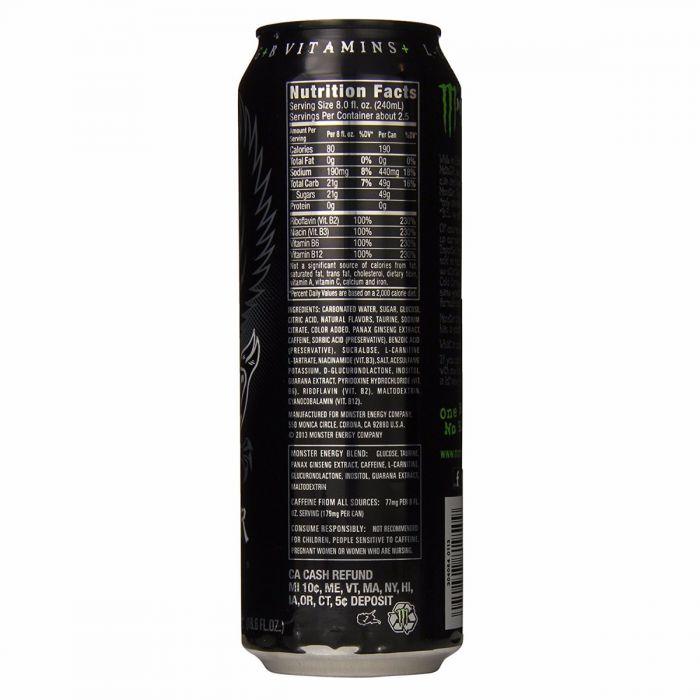 B VITAMINS+ L-
Nutrition Facts
Serving Size 8.0 fl. oz. (240mL)
Servings Per Container about 2.5
Amount Per Serving Per 8 fl. oz. %DV* Per Can %DV*
Calories 80 190
Total Fat 0g 0% 0g 0%
Sodium 190mg 8% 440mg 18%
Total Carb 21g 7% 49g 16%
Sugars 21g 49g
Protein 0g 0g
Riboflavin (Vit. B2) 100% 230%
Niacin (Vit. B3) 100% 230%
Vitamin B6 100% 230%
Vitamin B12 100% 230%
Not a significant source of calories from fat,
saturated fat, trans fat, cholesterol, dietary fiber,
vitamin A, vitamin C, calcium and iron.
*Percent Daily Values are based on a 2,000 calorie diet.
INGREDIENTS: CARBONATED WATER, SUGAR, GLUCOSE,
CITRIC ACID, NATURAL FLAVORS, TAURINE, SODIUM
CITRATE, COLOR ADDED, PANAX GINSENG EXTRACT,
CAFFEINE, SORBIC ACID (PRESERVATIVE), BENZOIC ACID
(PRESERVATIVE), SUCRALOSE, L-CARNITINE
L-TARTRATE, NIACINAMIDE (VIT. B3), SALT, ACESULFAME
POTASSIUM, D-GLUCURONOLACTONE, INOSITOL,
GUARANA EXTRACT, PYRIDOXINE HYDROCHLORIDE (VIT.
B6), RIBOFLAVIN (VIT. B2), MALTODEXTRIN,
CYANOCOBALAMIN (VIT. B12).
MANUFACTURED FOR MONSTER ENERGY COMPANY,
550 MONICA CIRCLE, CORONA, CA 92880 U.S.A.
© 2013 MONSTER ENERGY COMPANY
MONSTER ENERGY BLEND: GLUCOSE, TAURINE,
PANAX GINSENG EXTRACT, CAFFEINE, L-CARNITINE,
GLUCURONOLACTONE, INOSITOL, GUARANA EXTRACT,
MALTODEXTRIN
CAFFEINE FROM ALL SOURCES: 77mg PER 8 FL.
OZ. SERVING (179mg PER CAN)
CONSUME RESPONSIBLY: NOT RECOMMENDED
FOR CHILDREN, PEOPLE SENSITIVE TO CAFFEINE,
PREGNANT WOMEN OR WOMEN WHO ARE NURSING.
CA CASH REFUND
MI 10¢, ME, VT, MA, NY, HI,
IA,OR, CT, 5¢ DEPOSIT
FL.OZ.)
One
No
www.